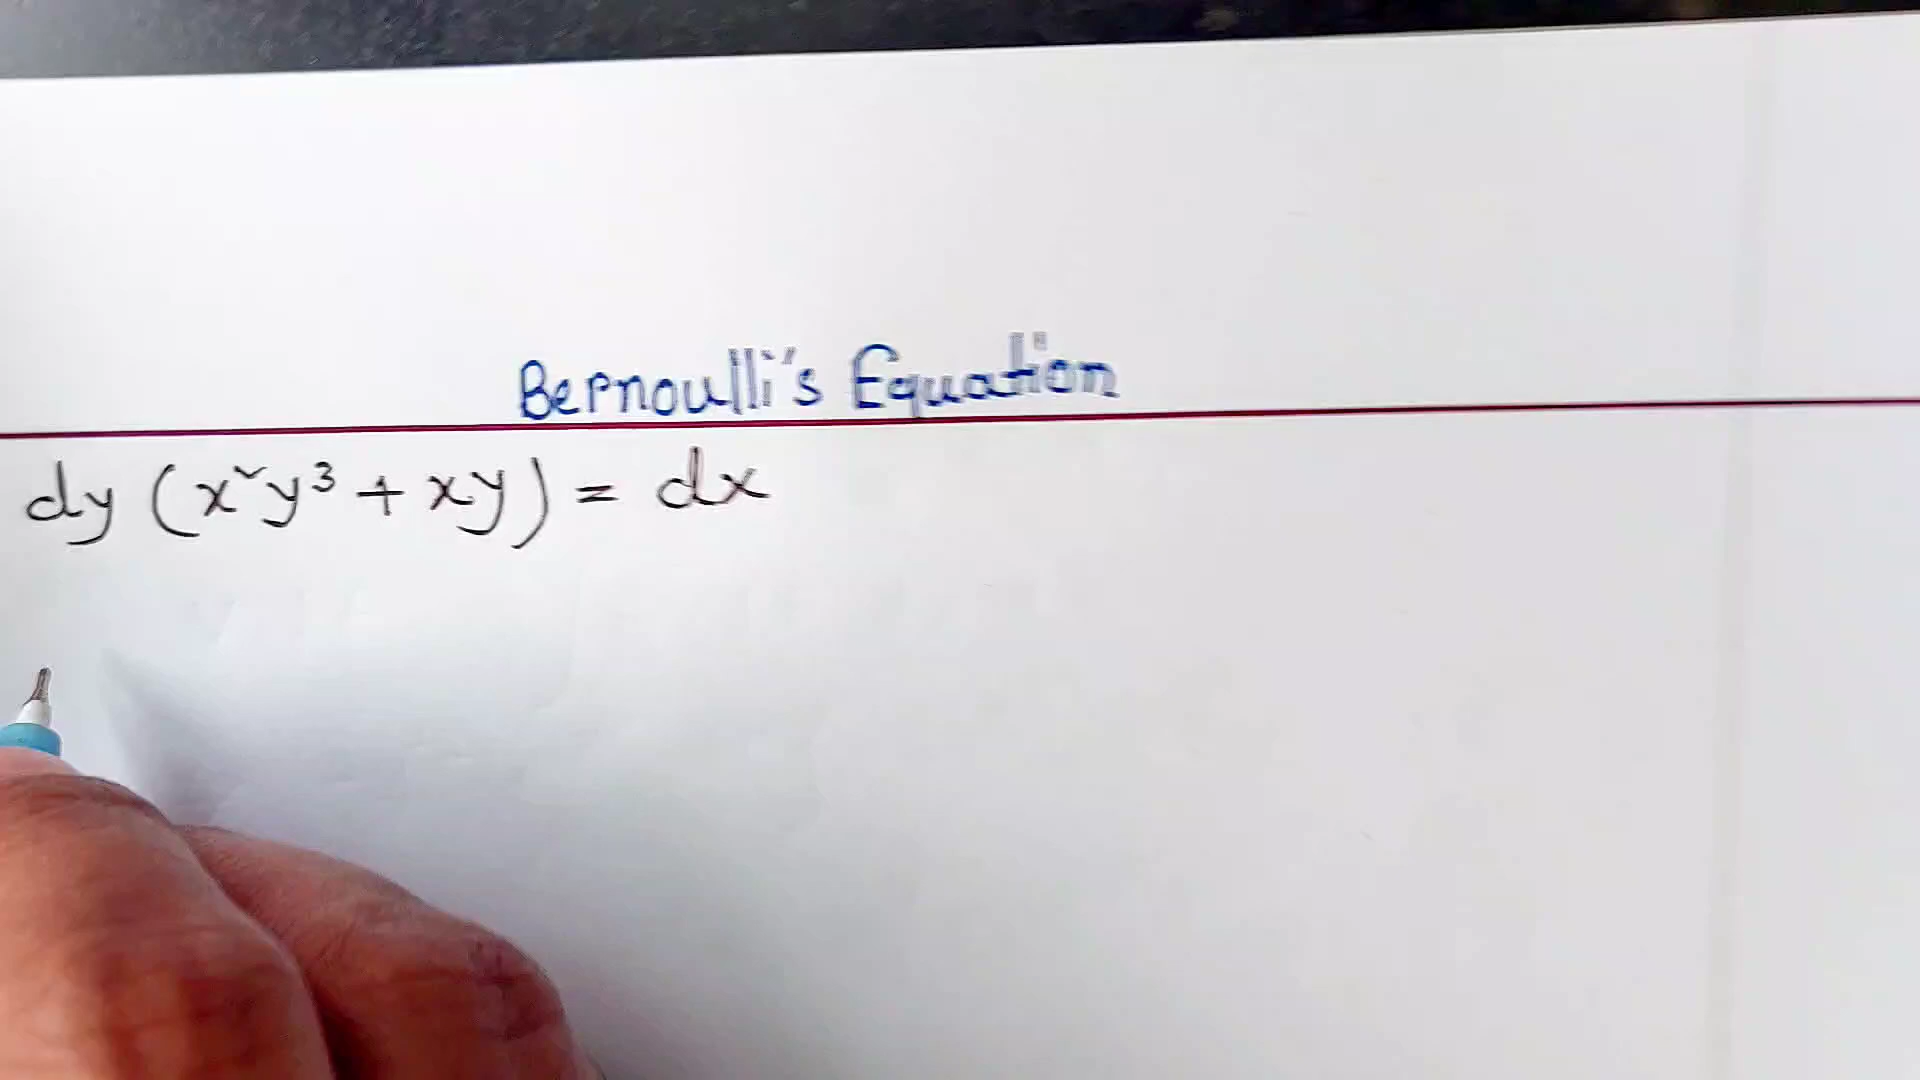 Bernoulli's Equation
dy (x²y³ + xy) = dx